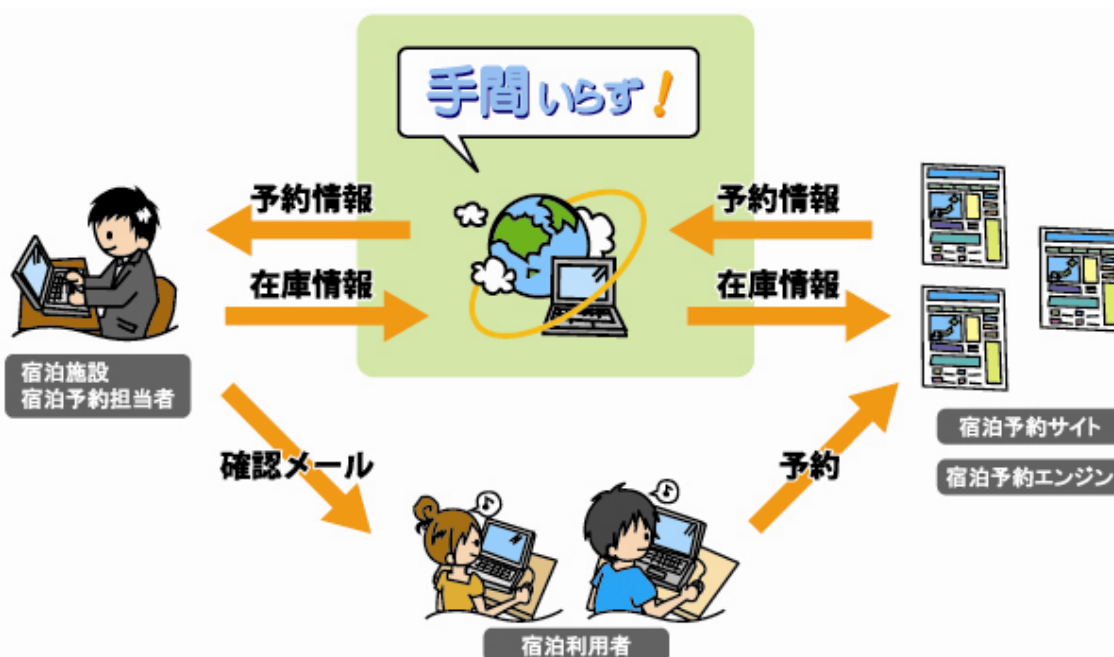 手間いらず!
予約情報
予約情報
在庫情報
在庫情報
宿泊施設
宿泊予約担当者
宿泊予約サイト
宿泊予約エンジン
確認メール
予約
宿泊利用者